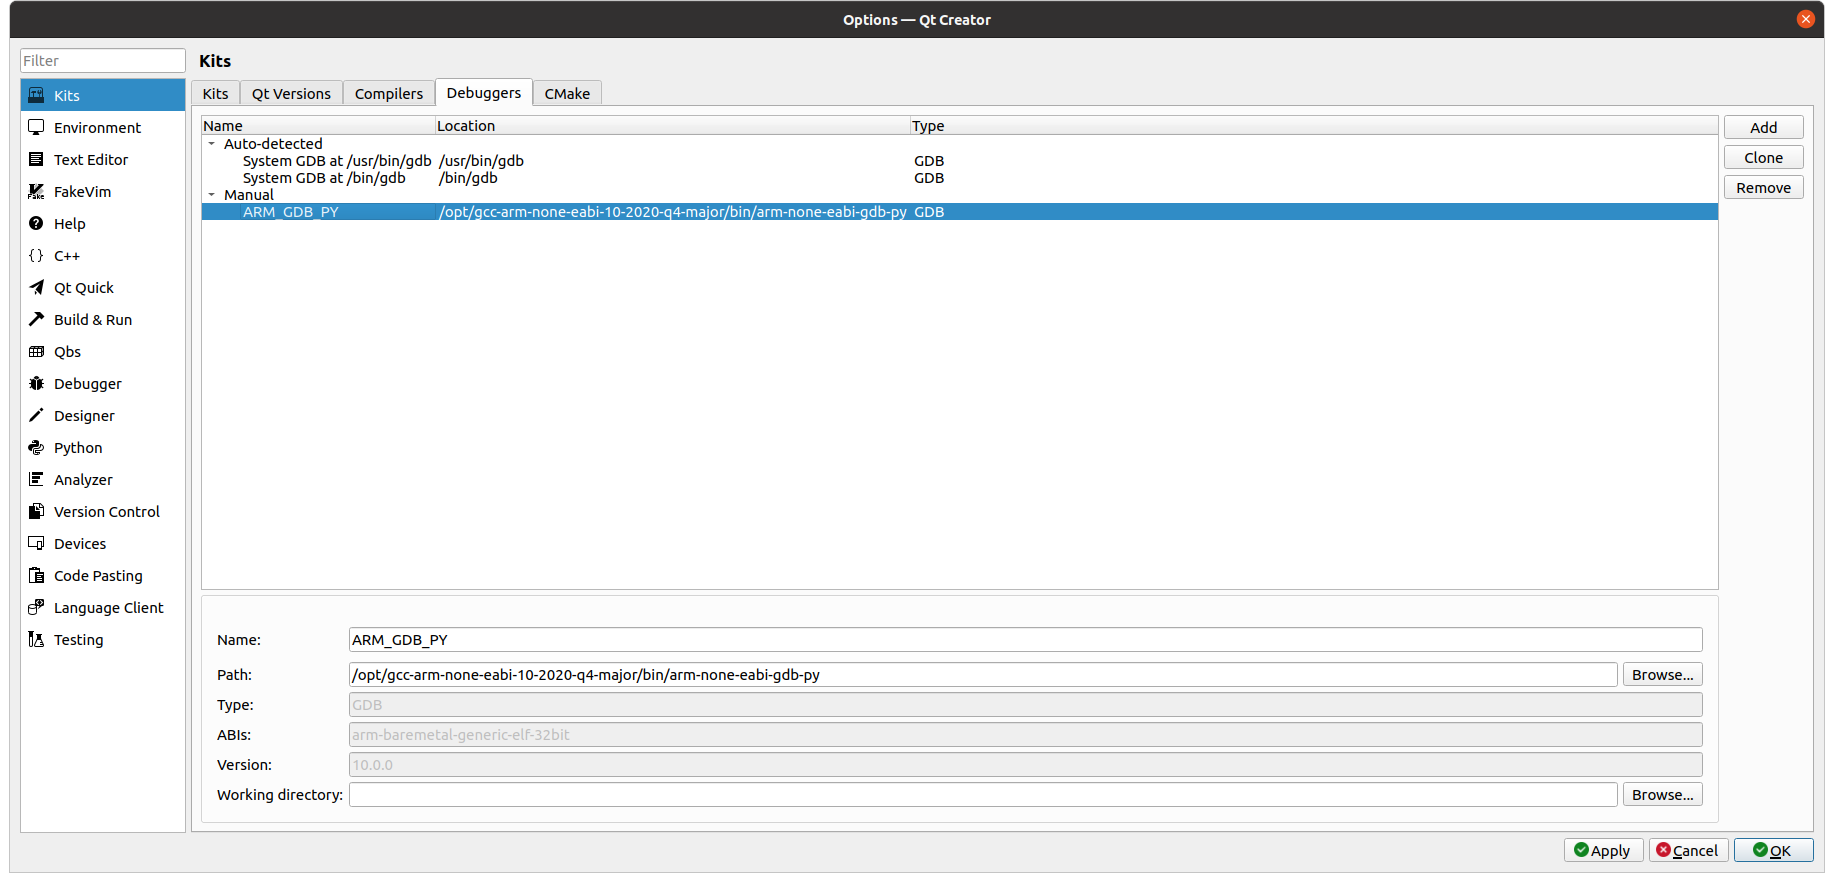 Options — Qt Creator
Filter
Kits
Kits
Environment
Text Editor
FakeVim
Help
C++
Qt Quick
Build & Run
Qbs
Debugger
Designer
Python
Analyzer
Version Control
Devices
Code Pasting
Language Client
Testing
Kits Qt Versions Compilers Debuggers CMake
Name Location Type
Auto-detected
System GDB at /usr/bin/gdb /usr/bin/gdb GDB
System GDB at /bin/gdb /bin/gdb GDB
Manual
ARM_GDB_PY /opt/gcc-arm-none-eabi-10-2020-q4-major/bin/arm-none-eabi-gdb-py GDB
Add
Clone
Remove
Name: ARM_GDB_PY
Path: /opt/gcc-arm-none-eabi-10-2020-q4-major/bin/arm-none-eabi-gdb-py Browse...
Type: GDB
ABIs: arm-baremetal-generic-elf-32bit
Version: 10.0.0
Working directory: Browse...
Apply Cancel OK